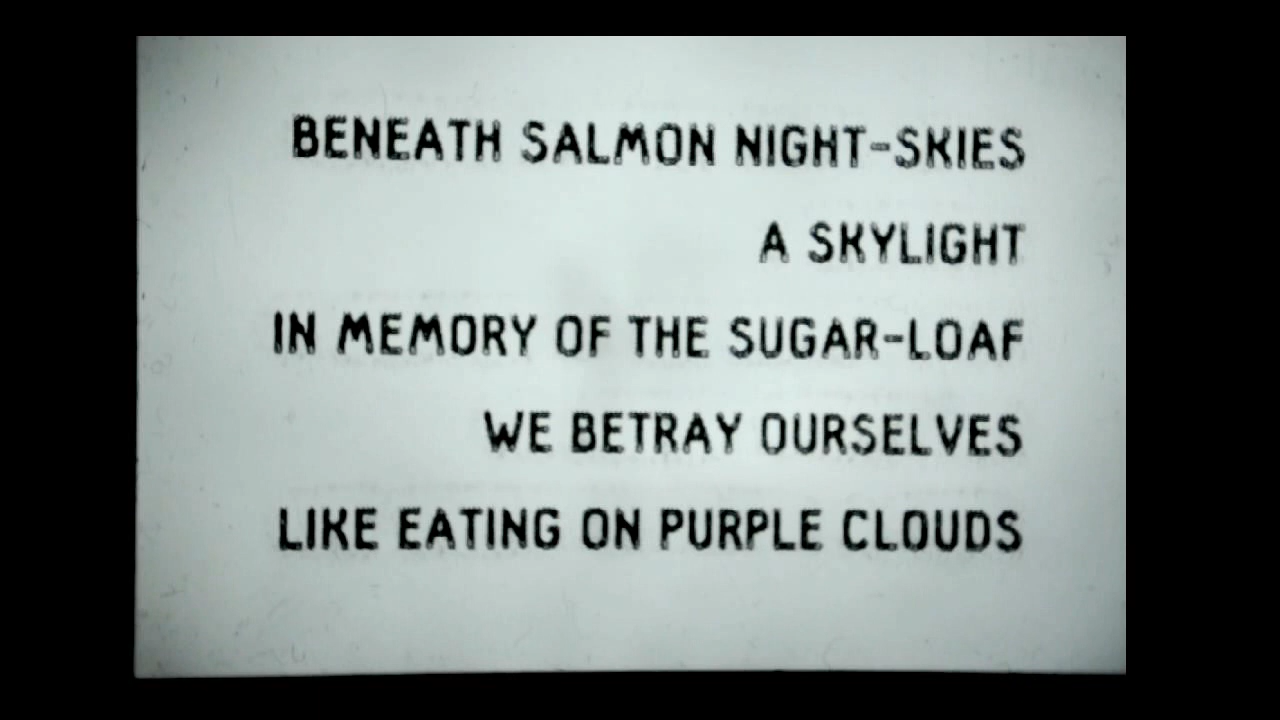 BENEATH SALMON NIGHT-SKIES
A SKYLIGHT
IN MEMORY OF THE SUGAR-LOAF
WE BETRAY OURSELVES
LIKE EATING ON PURPLE CLOUDS